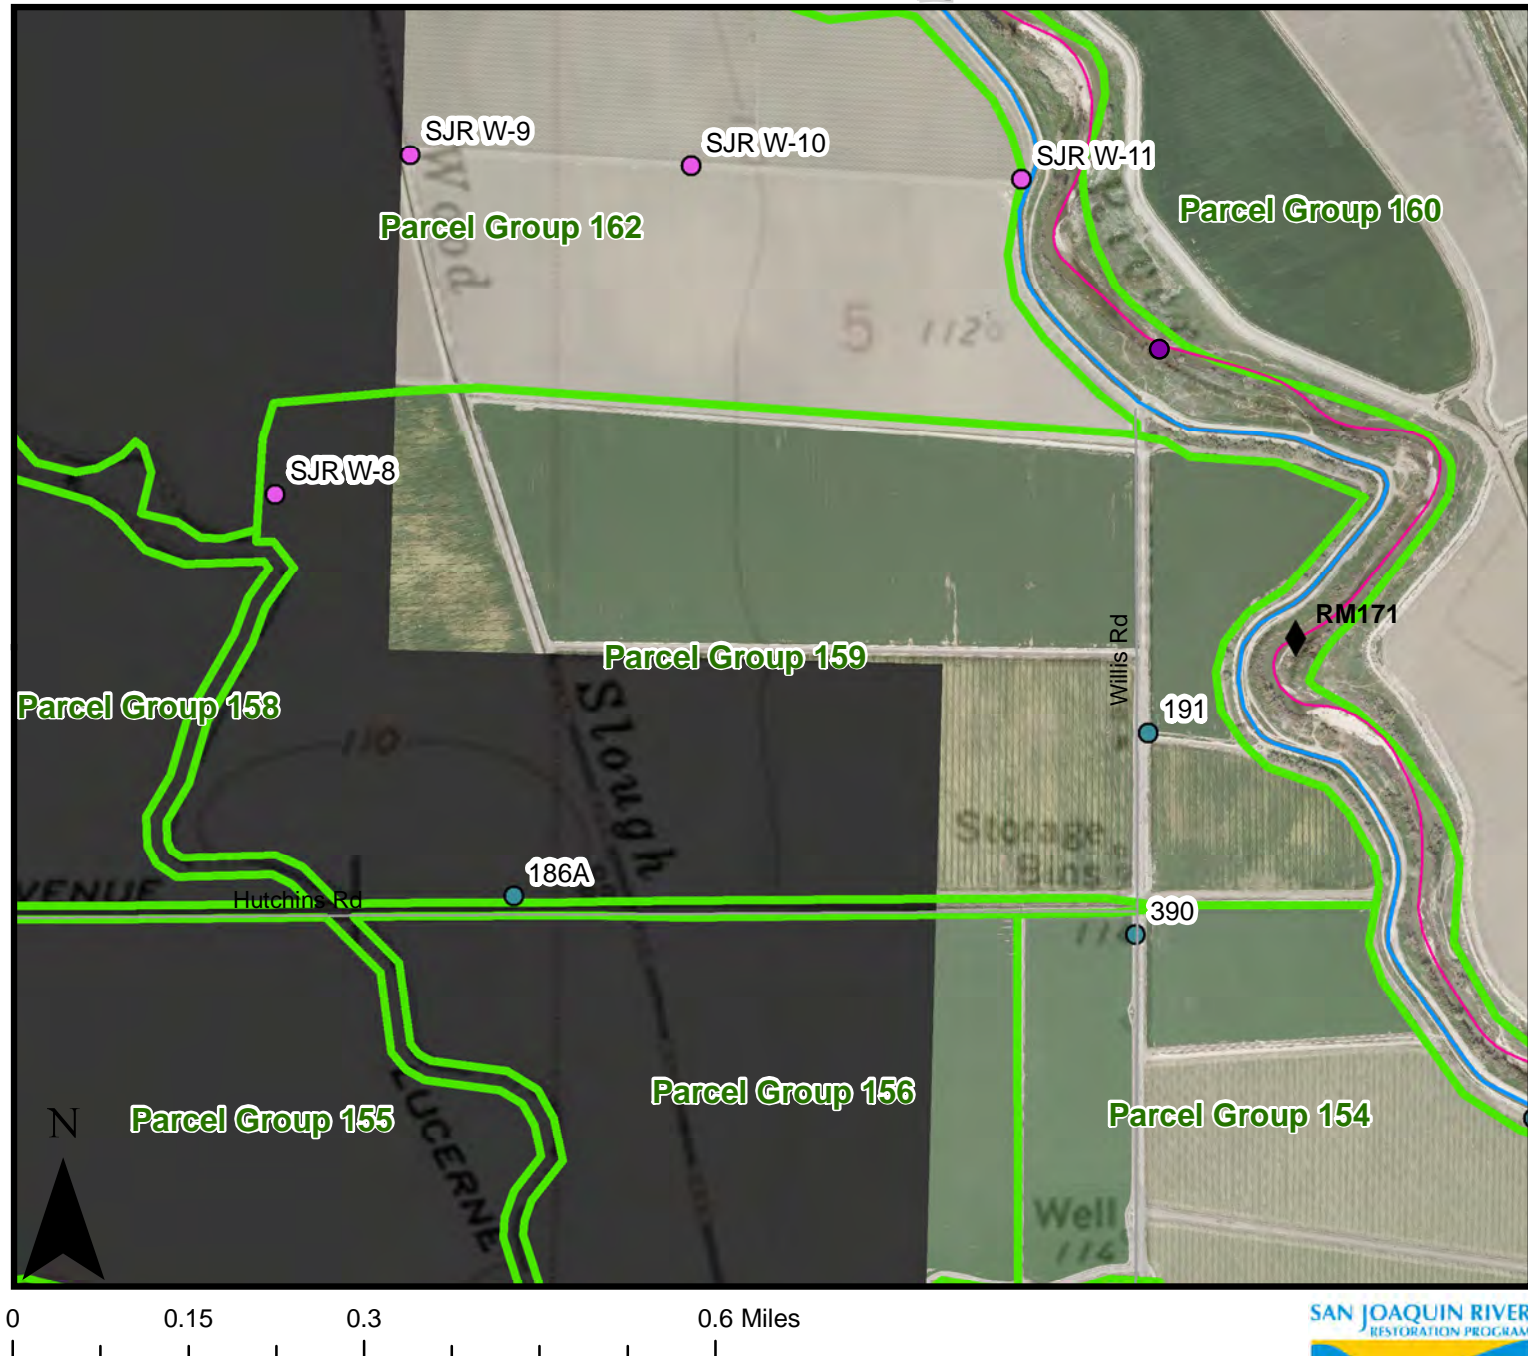 SJR W-9
SJR W-10
SJR W-11
Wood
Parcel Group 162
Parcel Group 160
5
112
SJR W-8
RM171
Willis Rd
Parcel Group 159
Slough
Parcel Group 158
191
110
Storage
Bins
186A
VENUE
Hutchins Rd
390
Parcel Group 156
Parcel Group 155
Parcel Group 154
LUCERNE
N
Well
114
0
0.15
0.3
0.6 Miles
SAN JOAQUIN RIVER
RESTORATION PROGRAM